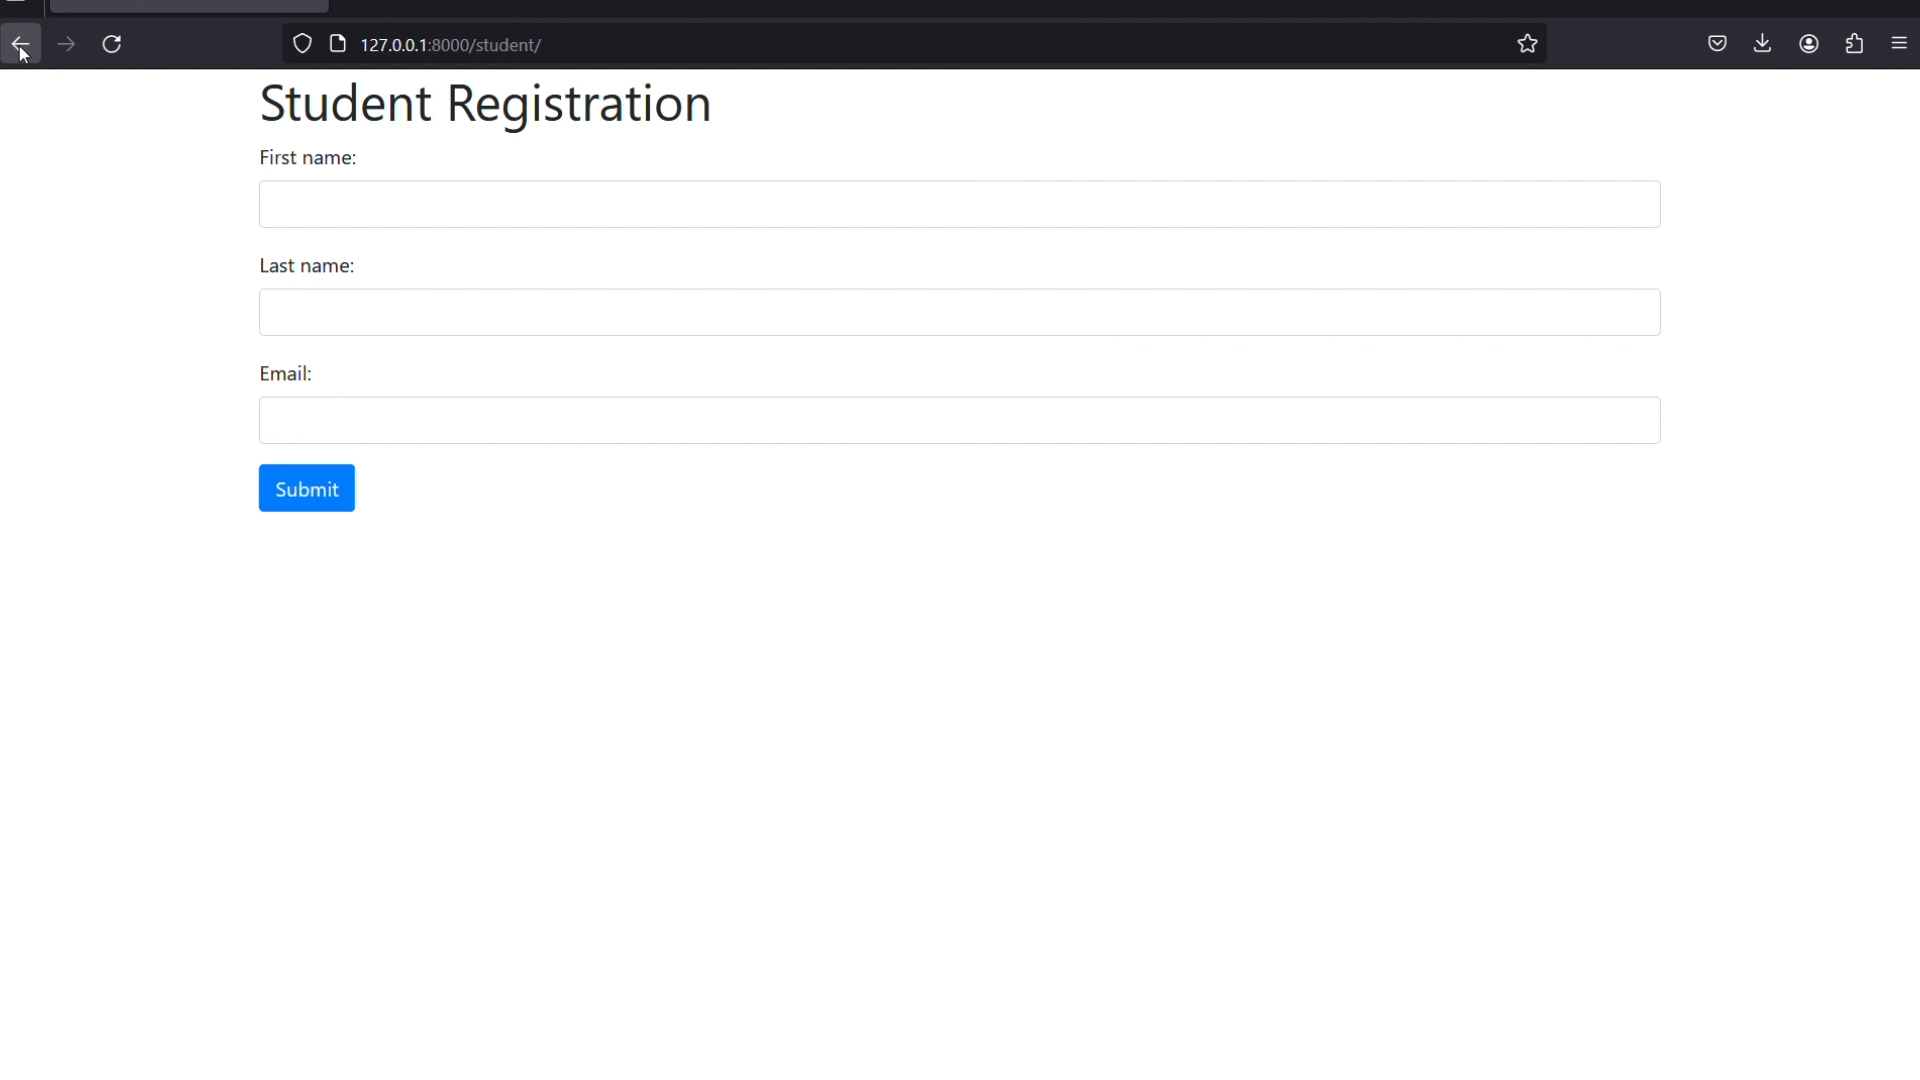 127.0.0.1:8000/student/
Student Registration
First name:
Last name:
Email:
Submit